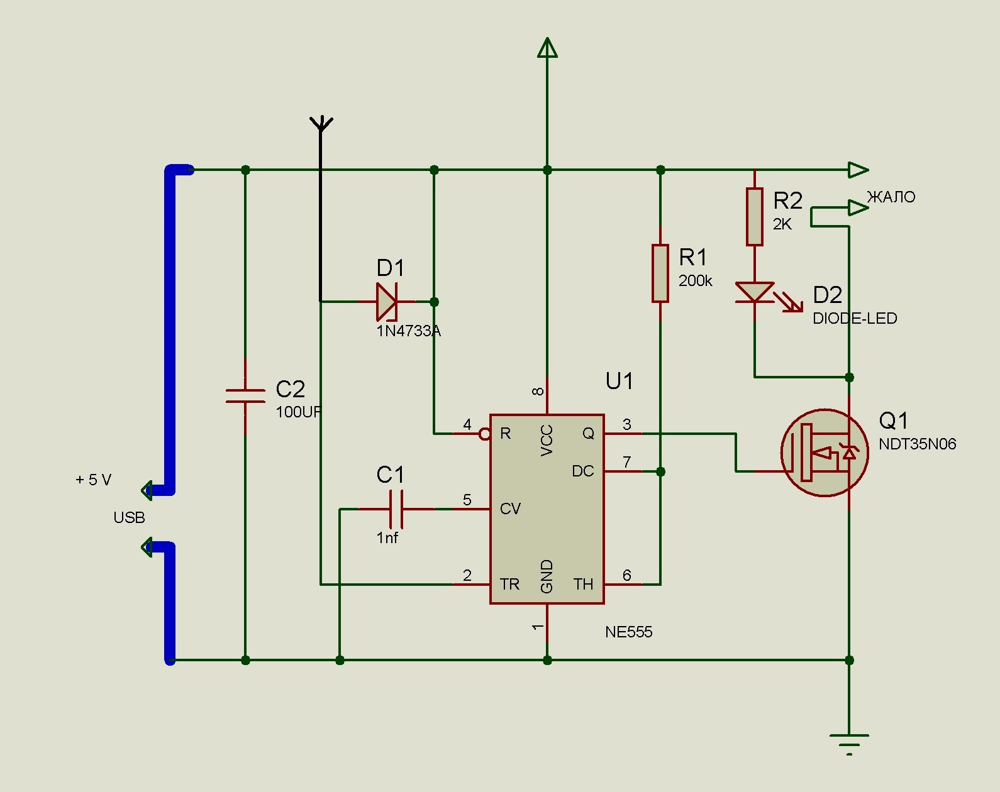 R2
ЖАЛО
2K
R1
D1
200k
D2
DIODE-LED
1N4733A
U1
C2
100UF
8
Q1
4
R
VCC
Q
3
NDT35N06
C1
DC
7
+ 5 V
5
CV
USB
1nf
2
TR
GND
TH
6
1
NE555